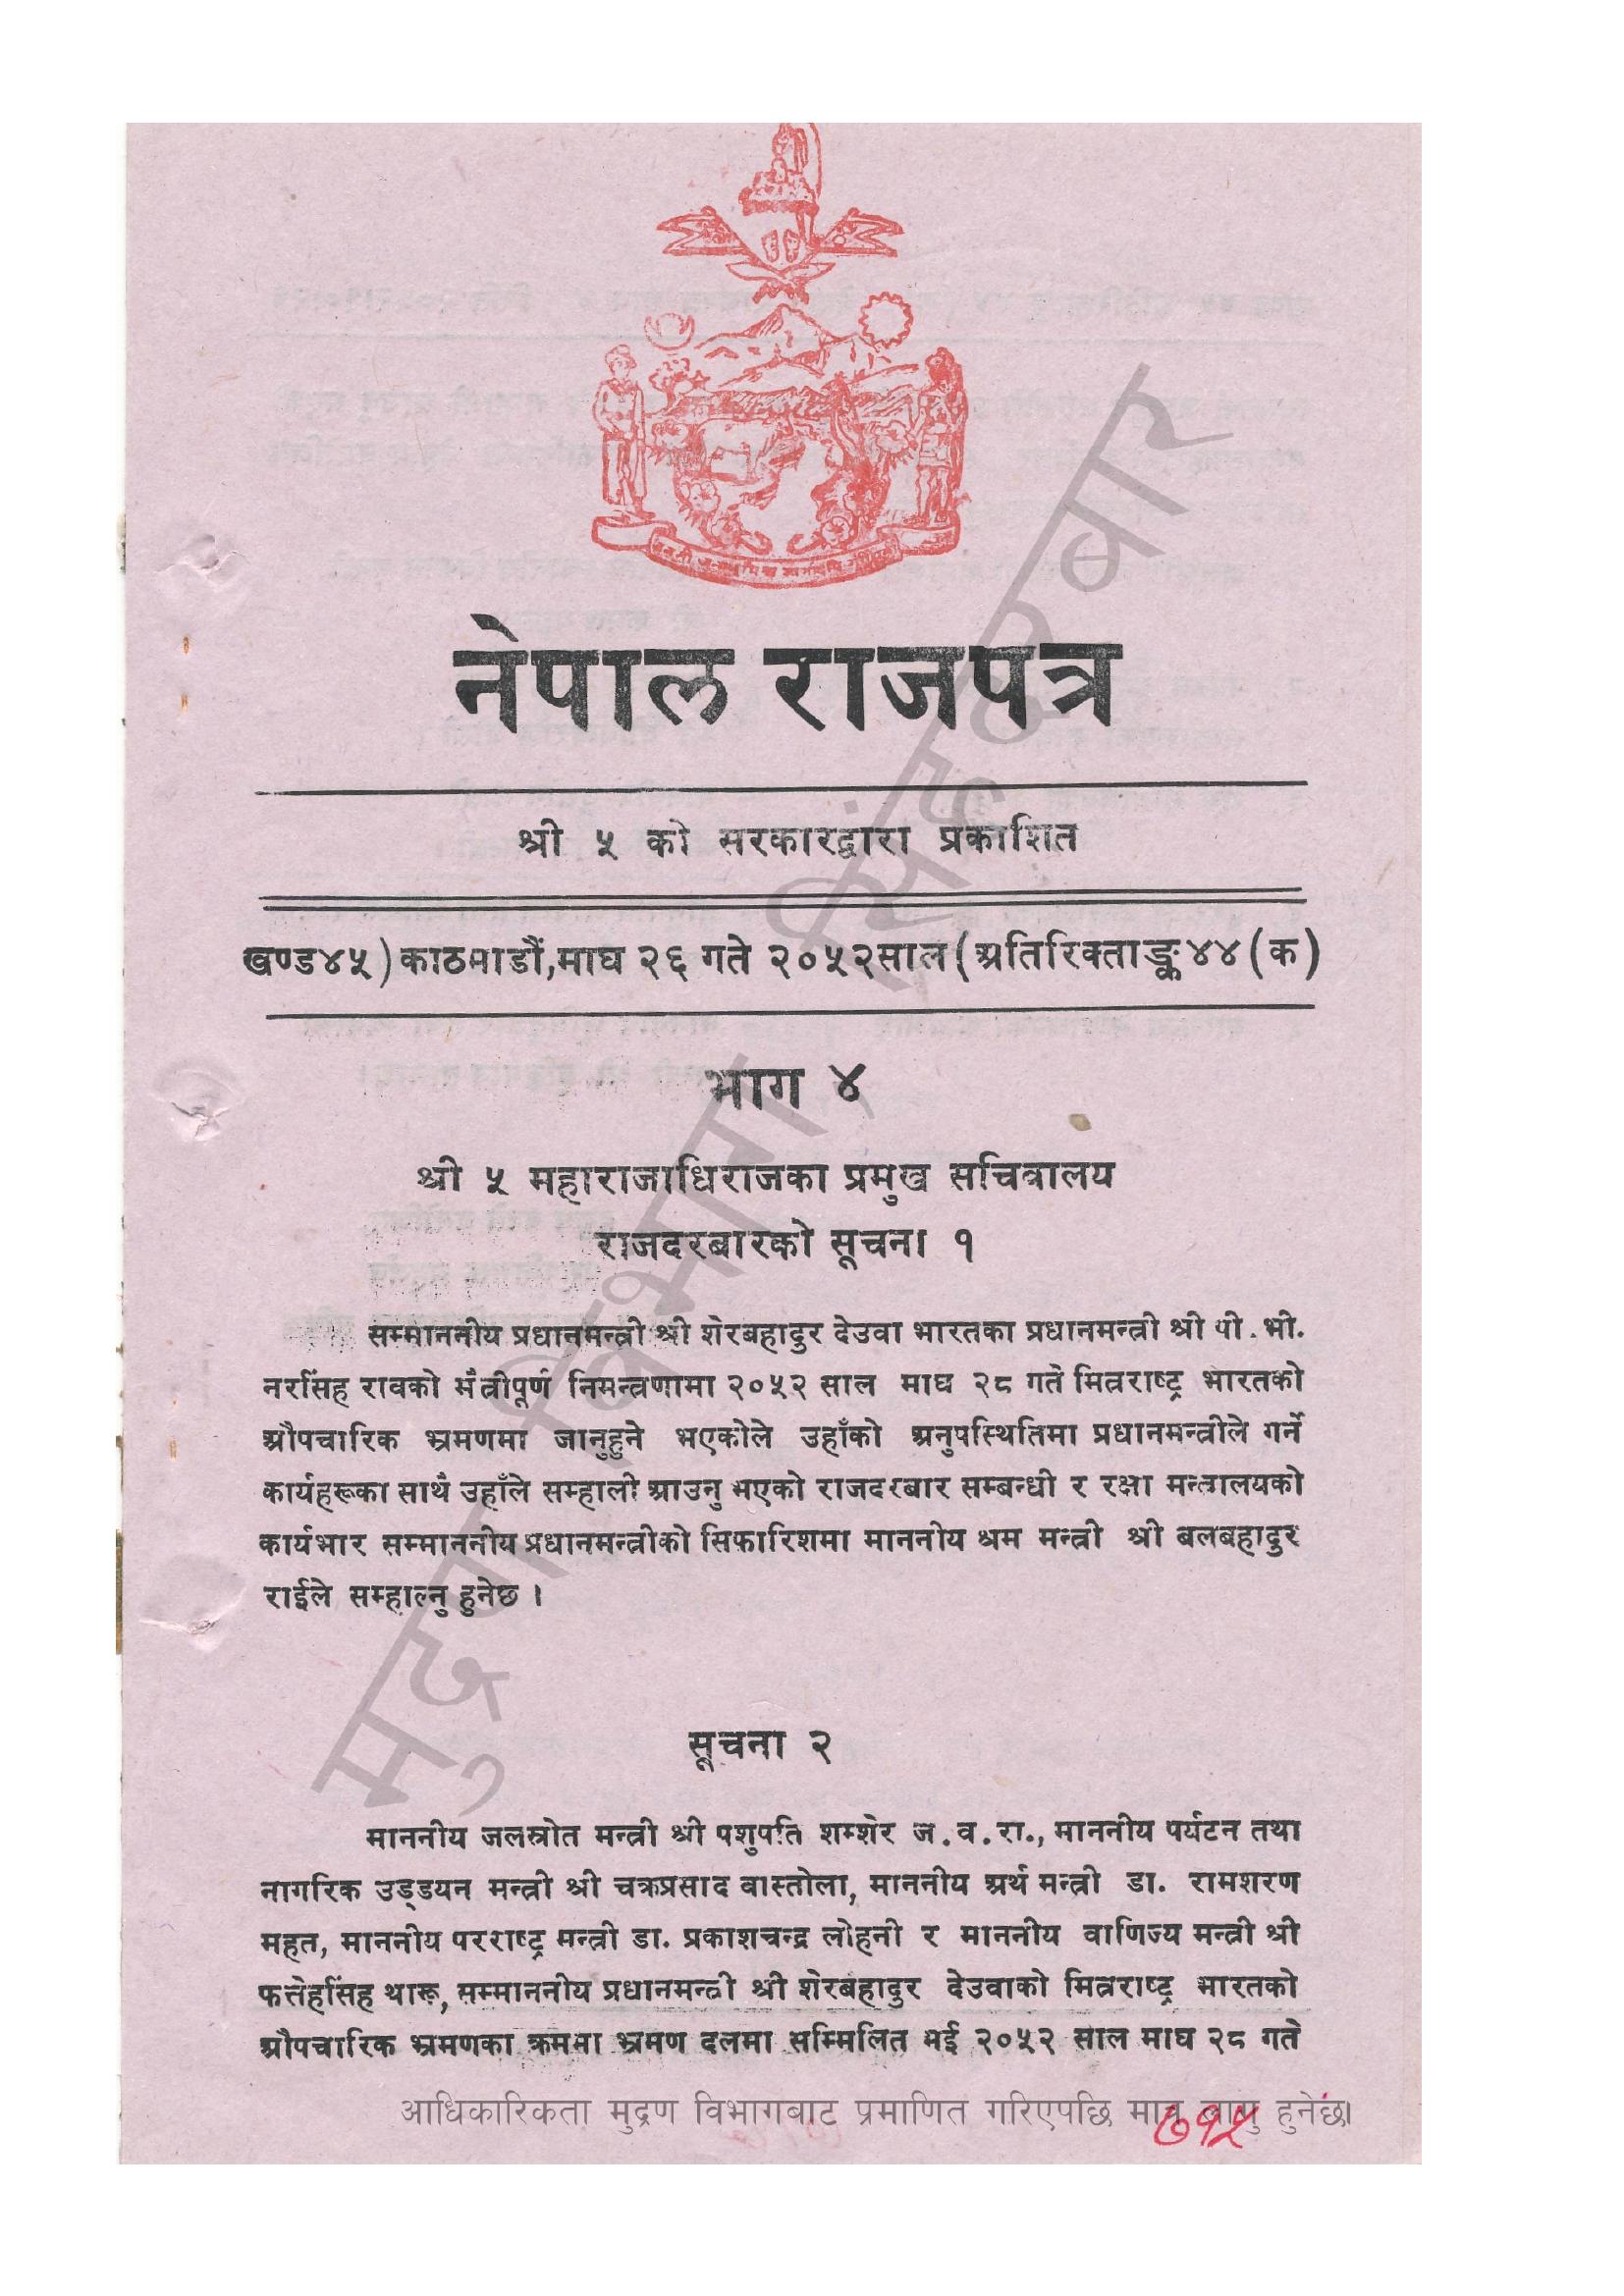 नेपाल राजपत्र
श्री ५ को सरकारद्वारा प्रकाशित
खण्ड४५) काठमाडौं,माघ २६ गते २०५२साल (अतिरिक्ताङ्क४४(क)
भाग ४
श्री ५ महाराजाधिराजका प्रमुख सचिवालय
राजदरबारको सूचना १
सम्माननीय प्रधानमन्त्री श्री शेरबहादुर देउवा भारतका प्रधानमन्त्री श्री पी. भी.
नरसिंह रावको मैत्रीपूर्ण निमन्त्रणामा २०५२ साल माघ २८ गते मित्रराष्ट्र भारतको
औपचारिक भ्रमणमा जानुहुने भएकोले उहाँको अनुपस्थितिमा प्रधानमन्त्रीले गर्ने
कार्यहरूका साथै उहाँले सम्हाली आउनु भएको राजदरबार सम्बन्धी र रक्षा मन्त्रालयको
कार्यभार सम्माननीय प्रधानमन्त्रीको सिफारिशमा माननीय श्रम मन्त्री श्री बलबहादुर
राईले सम्हाल्नु हुनेछ ।
सूचना २
माननीय जलस्रोत मन्त्री श्री पशुपति शम्शेर ज.व.रा., माननीय पर्यटन तथा
नागरिक उड्डयन मन्त्री श्री चक्रप्रसाद वास्तोला, माननीय अर्थ मन्त्री डा. रामशरण
महत, माननीय परराष्ट्र मन्त्री डा. प्रकाशचन्द्र लोहनी र माननीय वाणिज्य मन्त्री श्री
फत्तेहसिंह थारू, सम्माननीय प्रधानमन्त्री श्री शेरबहादुर देउवाको मित्रराष्ट्र भारतको
औपचारिक भ्रमणका क्रममा भ्रमण दलमा सम्मिलित भई २०५२ साल माघ २८ गते
आधिकारिकता मुद्रण विभागबाट प्रमाणित गरिएपछि मात्र लागु हुनेछ।
७१५
मुद्रण विभाग, सिंहदरबार